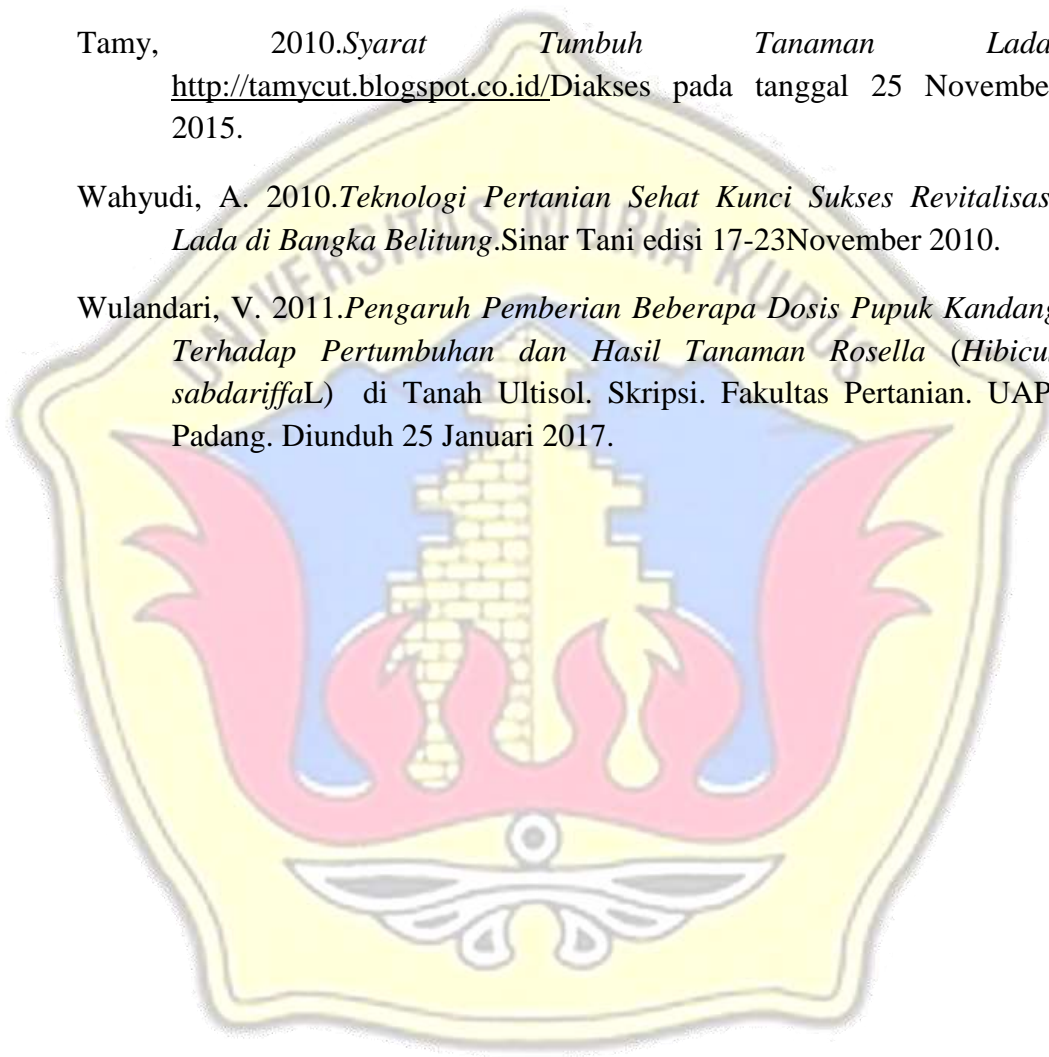 Tamy, 2010.Syarat Tumbuh Tanaman Lada
http://tamycut.blogspot.co.id/Diakses pada tanggal 25 Novembe
2015.
Wahyudi, A. 2010.Teknologi Pertanian Sehat Kunci Sukses Revitalisas
Lada di Bangka Belitung.Sinar Tani edisi 17-23November 2010.
Wulandari, V. 2011.Pengaruh Pemberian Beberapa Dosis Pupuk Kandang
Terhadap Pertumbuhan dan Hasil Tanaman Rosella (Hibicu
sabdariffaL) di Tanah Ultisol. Skripsi. Fakultas Pertanian. UAP
Padang. Diunduh 25 Januari 2017.
UNIVERSITAS MURIA KUDUS